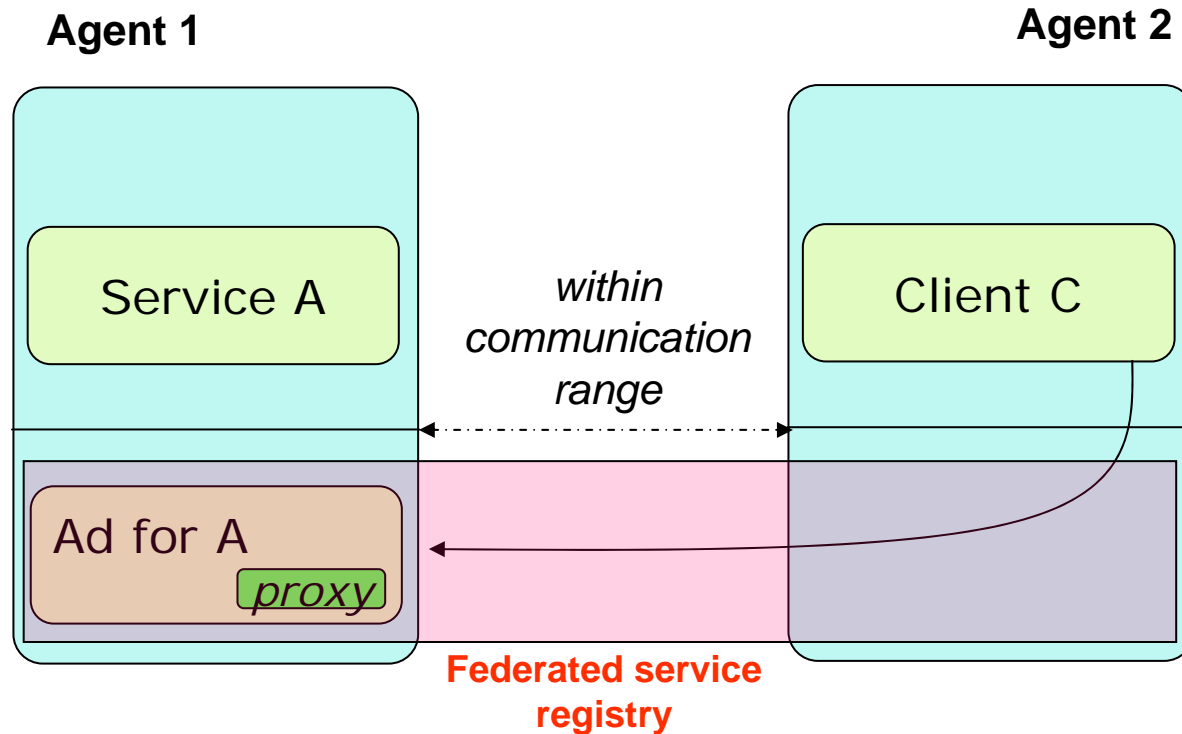 Agent 1
Agent 2
Service A
within
communication
range
Client C
Ad for A
proxy
Federated service
registry